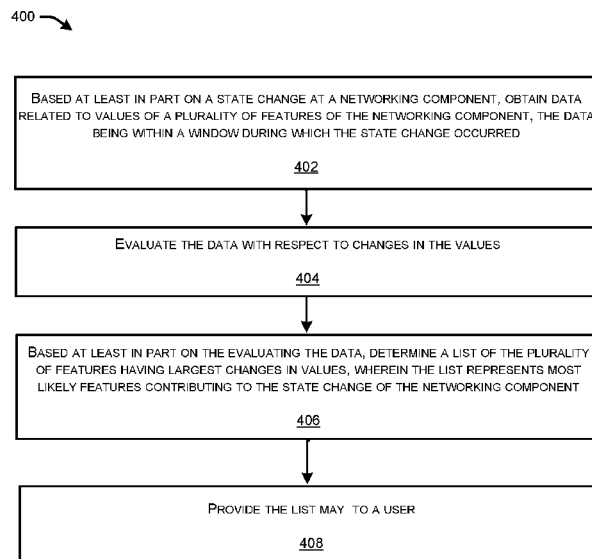 400
BASED AT LEAST IN PART ON A STATE CHANGE AT A NETWORKING COMPONENT, OBTAIN DATA
RELATED TO VALUES OF A PLURALITY OF FEATURES OF THE NETWORKING COMPONENT, THE DATA
BEING WITHIN A WINDOW DURING WHICH THE STATE CHANGE OCCURRED
402
EVALUATE THE DATA WITH RESPECT TO CHANGES IN THE VALUES
404
BASED AT LEAST IN PART ON THE EVALUATING THE DATA, DETERMINE A LIST OF THE PLURALITY
OF FEATURES HAVING LARGEST CHANGES IN VALUES, WHEREIN THE LIST REPRESENTS MOST
LIKELY FEATURES CONTRIBUTING TO THE STATE CHANGE OF THE NETWORKING COMPONENT
406
PROVIDE THE LIST MAY TO A USER
408